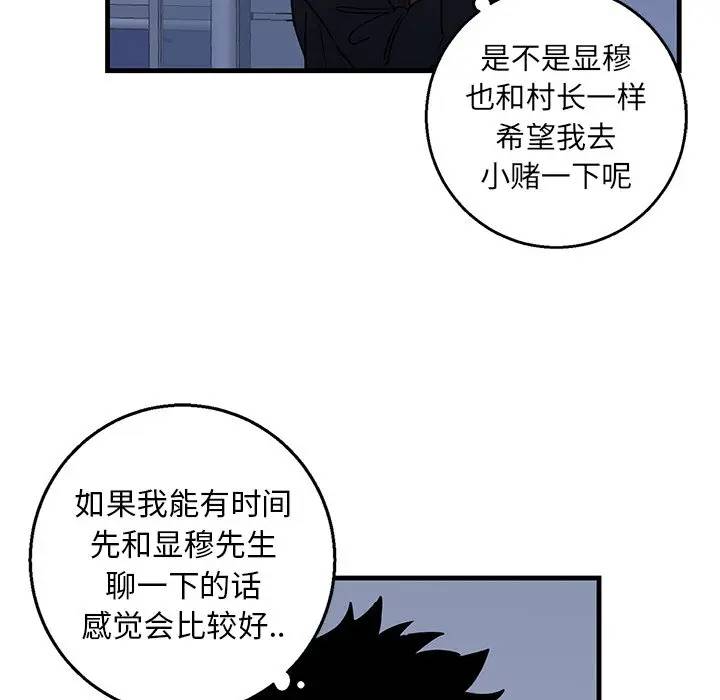 是不是显穆
也和村长一样
希望我去
小赌一下呢
如果我能有时间
先和显穆先生
聊一下的话
感觉会比较好..